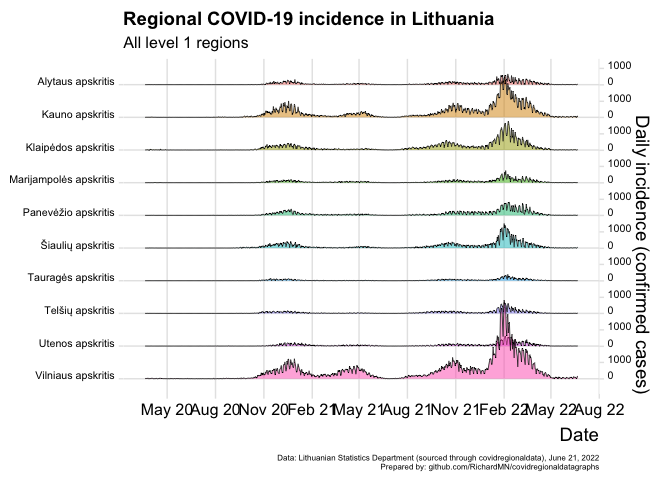 Regional COVID-19 incidence in Lithuania
All level 1 regions
Alytaus apskritis
Kauno apskritis
Klaipėdos apskritis
Marijampolės apskritis
Panevėžio apskritis
Šiaulių apskritis
Tauragės apskritis
Telšių apskritis
Utenos apskritis
Vilniaus apskritis
1000
0
1000
0
1000
0
1000
0
1000
0
1000
0
1000
0
1000
0
1000
0
1000
0
Daily incidence (confirmed cases)
May 20 Aug 20 Nov 20 Feb 21 May 21 Aug 21 Nov 21 Feb 22 May 22 Aug 22
Date
Data: Lithuanian Statistics Department (sourced through covidregionaldata), June 21, 2022
Prepared by: github.com/RichardMN/covidregionaldatagraphs